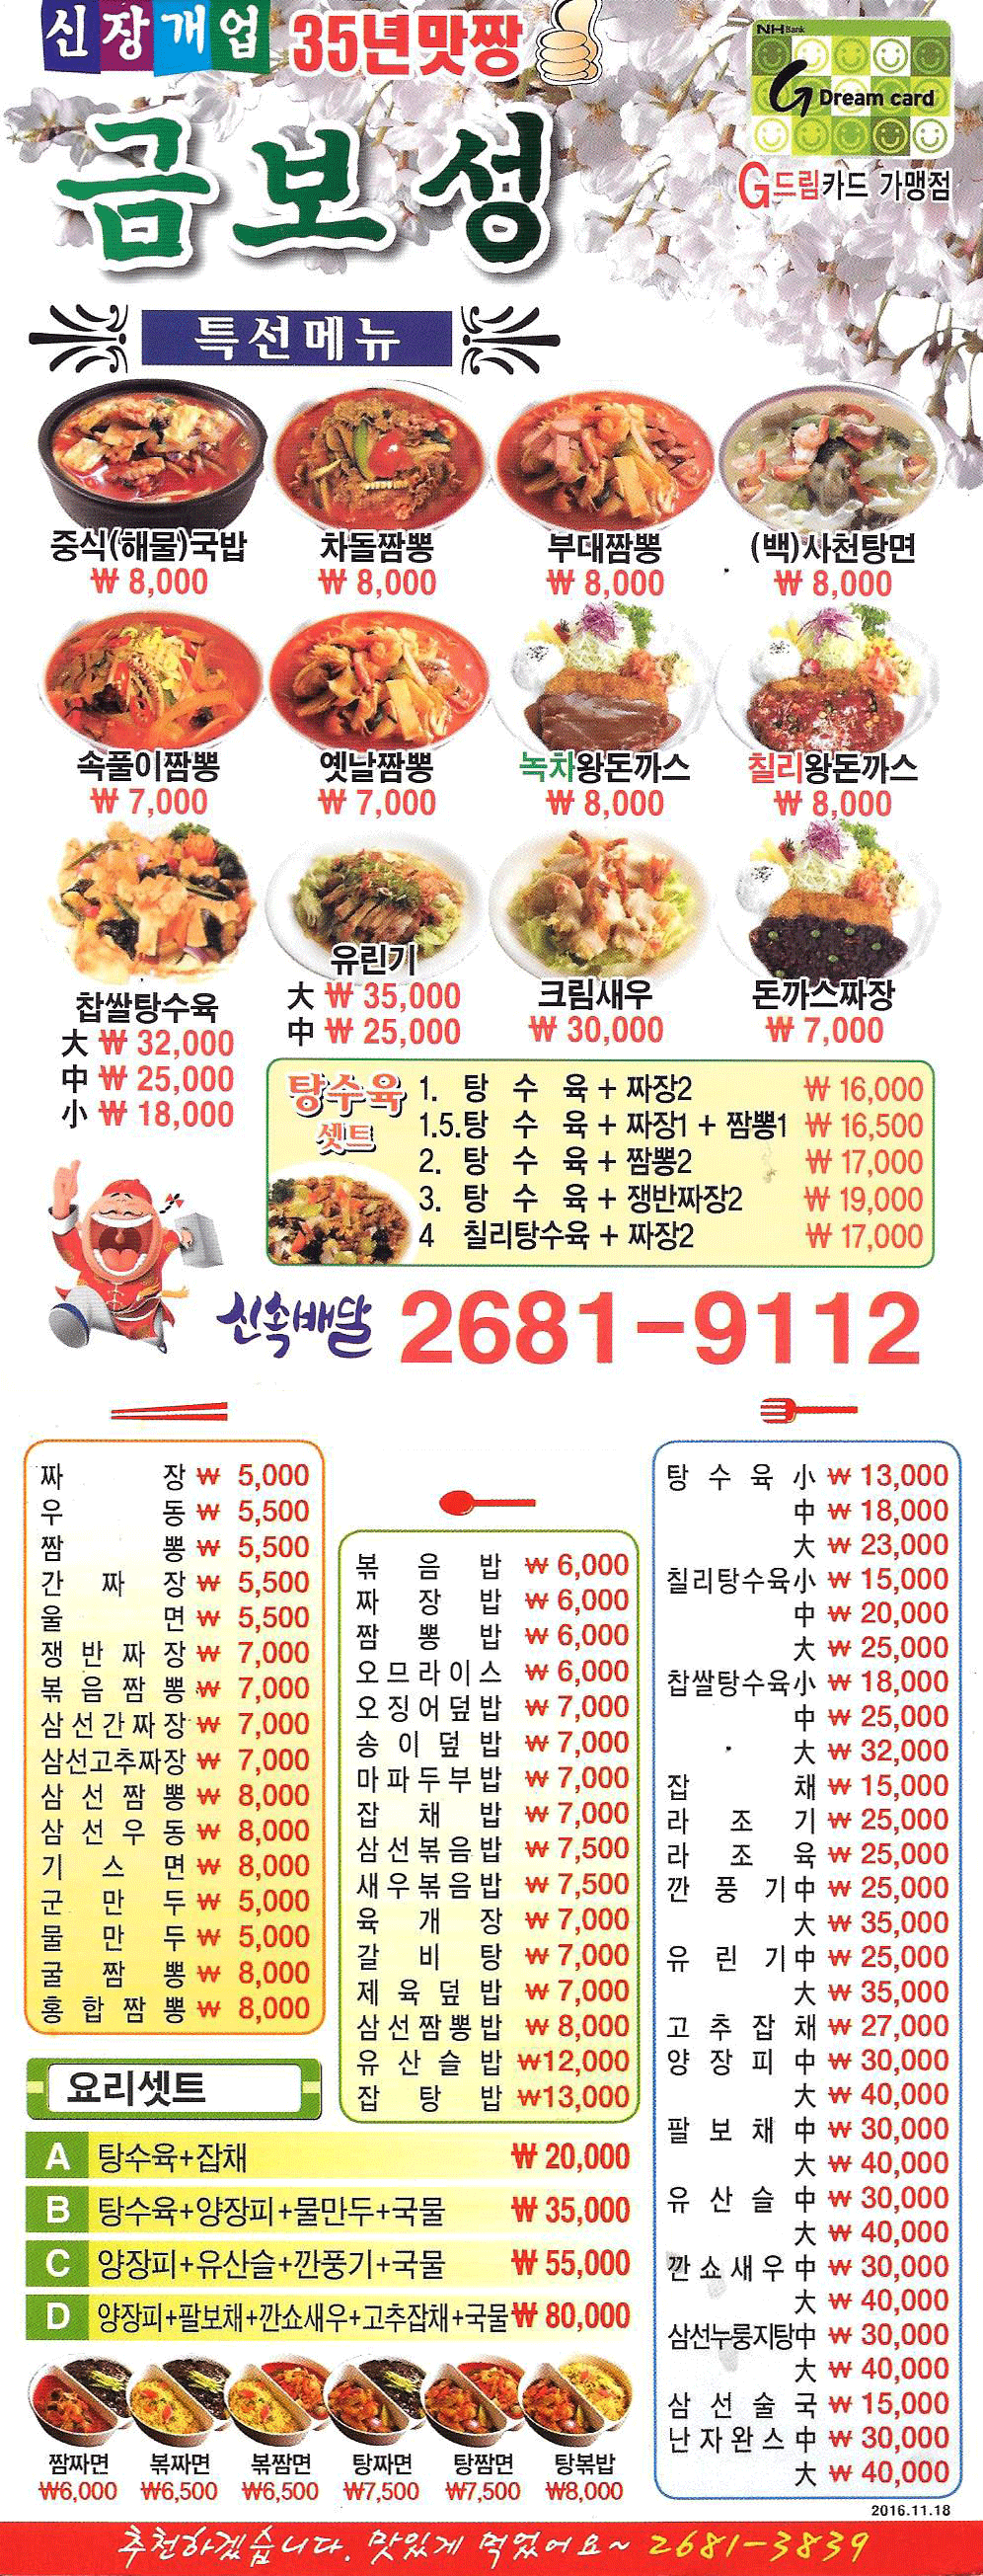 신장개업 35년맛짱
NH Bank
G Dream card
G드림카드 가맹점
금보성
특선메뉴
중식(해물)국밥 차돌짬뽕 부대짬뽕 (백)사천탕면
₩ 8,000 ₩ 8,000 ₩ 8,000 ₩ 8,000
속풀이짬뽕 옛날짬뽕 녹차왕돈까스 칠리왕돈까스
₩ 7,000 ₩ 7,000 ₩ 8,000 ₩ 8,000
찹쌀탕수육
大 ₩ 32,000
中 ₩ 25,000
小 ₩ 18,000
유린기
大 ₩ 35,000
中 ₩ 25,000
크림새우
₩ 30,000
돈까스짜장
₩ 7,000
탕수육
셋트
1. 탕 수 육 + 짜장2 ₩ 16,000
1.5.탕 수 육 + 짜장1 + 짬뽕1 ₩ 16,500
2. 탕 수 육 + 짬뽕2 ₩ 17,000
3. 탕 수 육 + 쟁반짜장2 ₩ 19,000
4 칠리탕수육 + 짜장2 ₩ 17,000
신속배달 2681-9112
짜 장 ₩ 5,000
우 동 ₩ 5,500
짬 뽕 ₩ 5,500
간 짜 장 ₩ 5,500
울 면 ₩ 5,500
쟁 반 짜 장 ₩ 7,000
볶 음 짬 뽕 ₩ 7,000
삼 선 간 짜 장 ₩ 7,000
삼선고추짜장 ₩ 7,000
삼 선 짬 뽕 ₩ 8,000
삼 선 우 동 ₩ 8,000
기 스 면 ₩ 8,000
군 만 두 ₩ 5,000
물 만 두 ₩ 5,000
굴 짬 뽕 ₩ 8,000
홍 합 짬 뽕 ₩ 8,000
볶 음 밥 ₩ 6,000
짜 장 밥 ₩ 6,000
짬 뽕 밥 ₩ 6,000
오 므 라 이 스 ₩ 6,000
오 징 어 덮 밥 ₩ 7,000
송 이 덮 밥 ₩ 7,000
마 파 두 부 밥 ₩ 7,000
잡 채 밥 ₩ 7,000
삼 선 볶 음 밥 ₩ 7,500
새 우 볶 음 밥 ₩ 7,500
육 개 장 ₩ 7,000
갈 비 탕 ₩ 7,000
제 육 덮 밥 ₩ 7,000
삼 선 짬 뽕 밥 ₩ 8,000
유 산 슬 밥 ₩12,000
잡 탕 밥 ₩13,000
탕 수 육 小 ₩ 13,000
中 ₩ 18,000
大 ₩ 23,000
칠리탕수육小 ₩ 15,000
中 ₩ 20,000
大 ₩ 25,000
찹쌀탕수육小 ₩ 18,000
中 ₩ 25,000
大 ₩ 32,000
잡 채 ₩ 15,000
라 조 기 ₩ 25,000
라 조 육 ₩ 25,000
깐 풍 기 中 ₩ 25,000
大 ₩ 35,000
유 린 기 中 ₩ 25,000
大 ₩ 35,000
고 추 잡 채 ₩ 27,000
양 장 피 中 ₩ 30,000
大 ₩ 40,000
팔 보 채 中 ₩ 30,000
大 ₩ 40,000
유 산 슬 中 ₩ 30,000
大 ₩ 40,000
깐 쇼 새 우 中 ₩ 30,000
大 ₩ 40,000
삼선누룽지탕中 ₩ 30,000
大 ₩ 40,000
삼 선 술 국 ₩ 15,000
난 자 완 스 中 ₩ 30,000
大 ₩ 40,000
요리셋트
A 탕수육+잡채 ₩ 20,000
B 탕수육+양장피+물만두+국물 ₩ 35,000
C 양장피+유산슬+깐풍기+국물 ₩ 55,000
D 양장피+팔보채+깐쇼새우+고추잡채+국물 ₩ 80,000
짬짜면 볶짜면 볶짬면 탕짜면 탕짬면 탕볶밥
₩6,000 ₩6,500 ₩6,500 ₩7,500 ₩7,500 ₩8,000
2016.11.18
추천하겠습니다. 맛있게 먹었어요~ 2681-3839